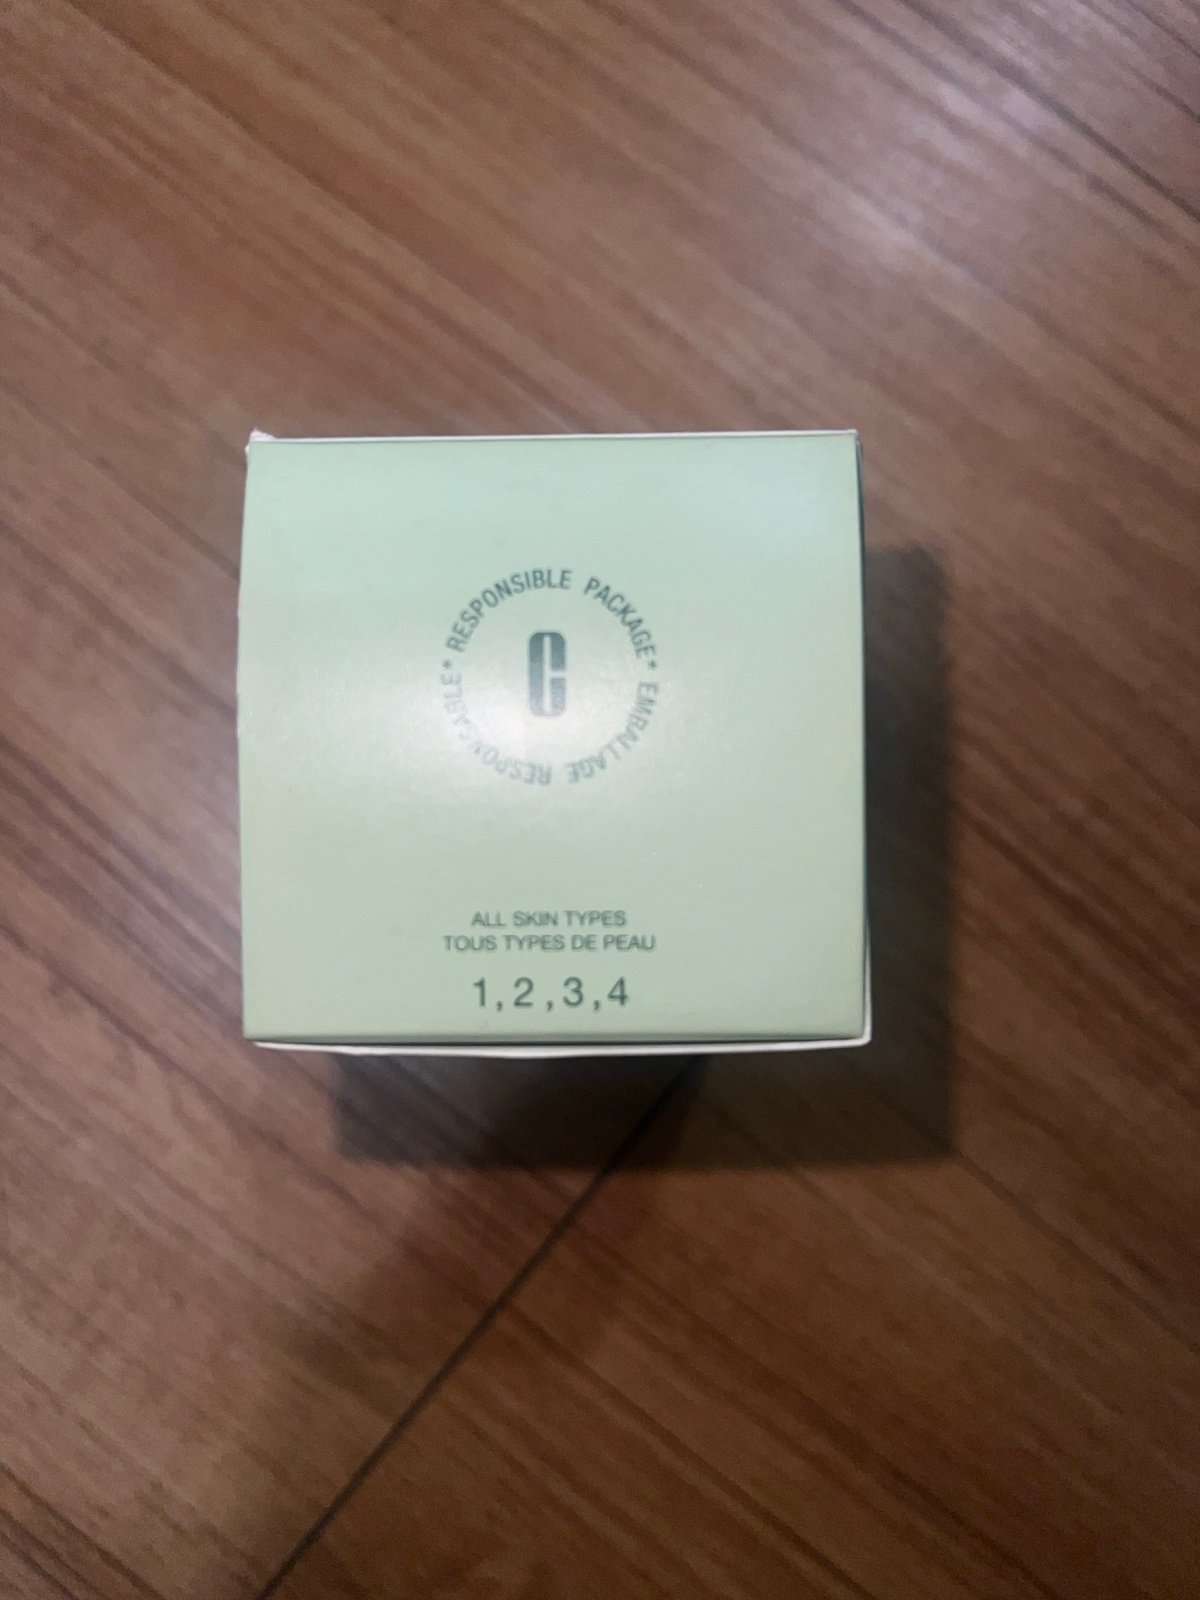 RESPONSIBLE PACKAGE* EMBALLAGE RESPONSABLE*
C
ALL SKIN TYPES
TOUS TYPES DE PEAU
1,2,3,4